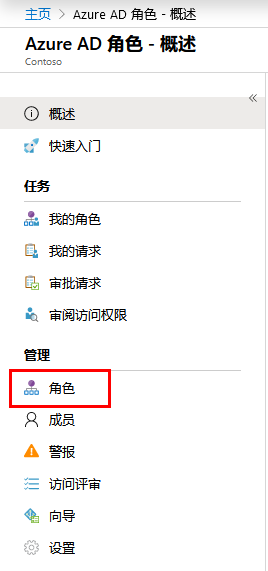 主页 > Azure AD 角色 - 概述
Azure AD 角色 - 概述
Contoso
概述
快速入门
任务
我的角色
我的请求
审批请求
审阅访问权限
管理
角色
成员
警报
访问评审
向导
设置